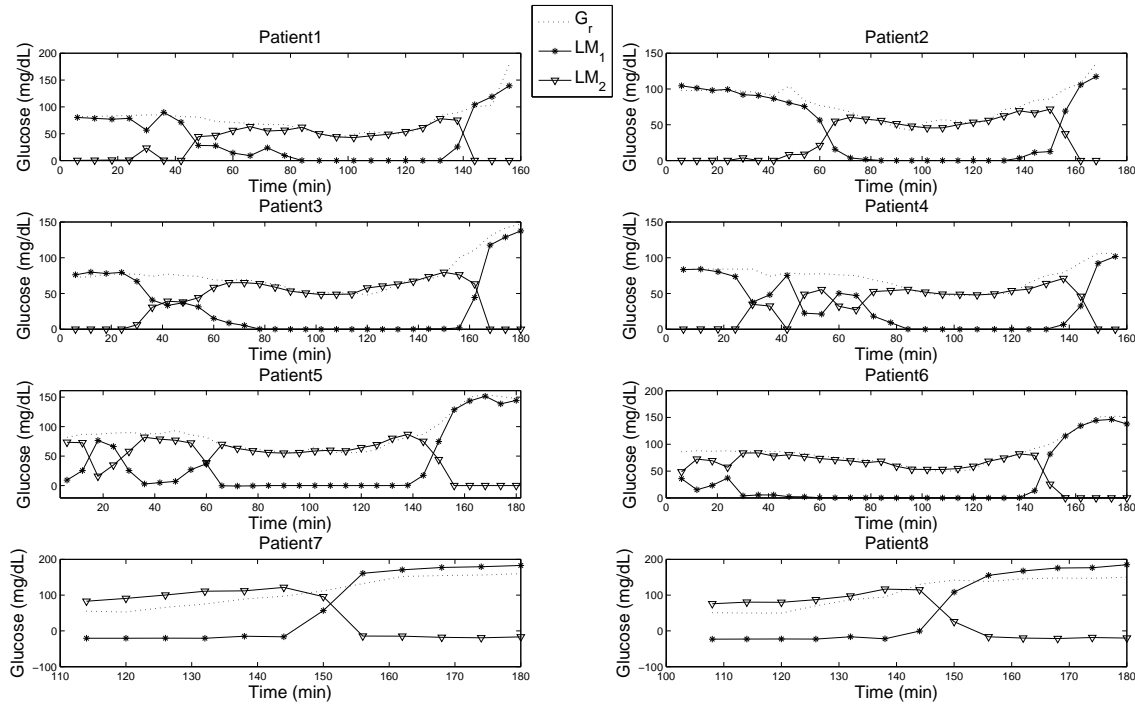 G_r
LM_1
LM_2
Patient1
Glucose (mg/dL)
200
150
100
50
0
0 20 40 60 80 100 120 140 160
Time (min)
Patient2
Glucose (mg/dL)
150
100
50
0
0 20 40 60 80 100 120 140 160 180
Time (min)
Patient3
Glucose (mg/dL)
150
100
50
0
0 20 40 60 80 100 120 140 160 180
Time (min)
Patient4
Glucose (mg/dL)
150
100
50
0
0 20 40 60 80 100 120 140 160
Time (min)
Patient5
Glucose (mg/dL)
150
100
50
0
20 40 60 80 100 120 140 160 180
Time (min)
Patient6
Glucose (mg/dL)
200
150
100
50
0
0 20 40 60 80 100 120 140 160 180
Time (min)
Patient7
Glucose (mg/dL)
200
100
0
−100
110 120 130 140 150 160 170 180
Time (min)
Patient8
Glucose (mg/dL)
200
100
0
−100
100 110 120 130 140 150 160 170 180
Time (min)